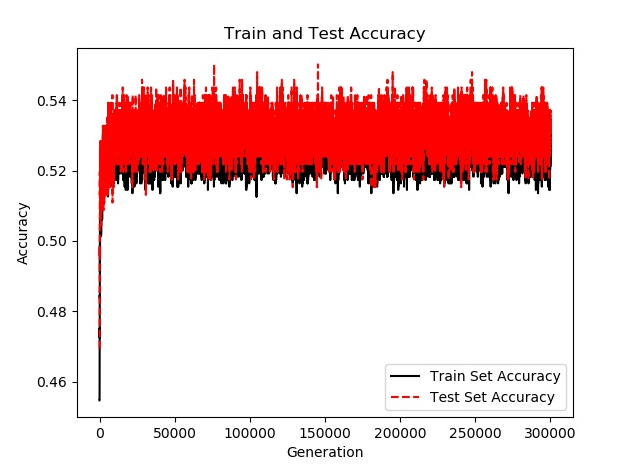 Train and Test Accuracy
0.54
0.52
0.50
0.48
0.46
Accuracy
Train Set Accuracy
Test Set Accuracy
0 50000 100000 150000 200000 250000 300000
Generation